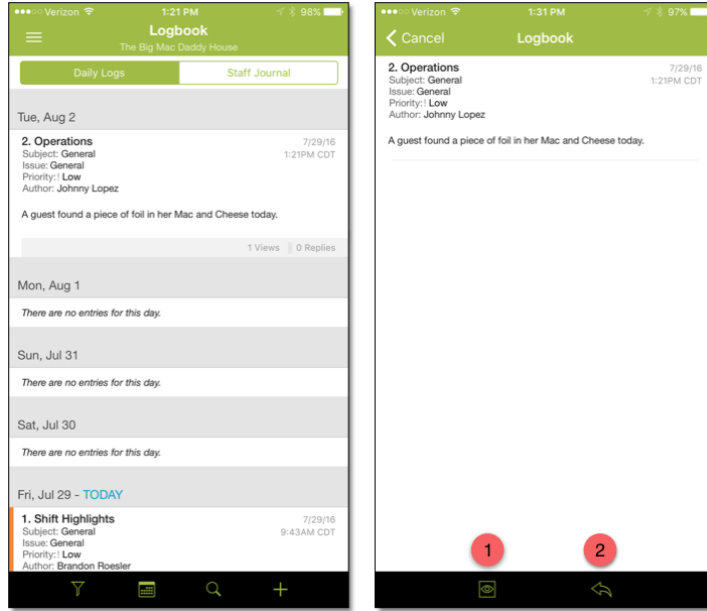 Verizon 1:21 PM 98%
Logbook
The Big Mac Daddy House
Daily Logs Staff Journal
Tue, Aug 2
2. Operations 7/29/16
Subject: General 1:21PM CDT
Issue: General
Priority: ! Low
Author: Johnny Lopez
A guest found a piece of foil in her Mac and Cheese today.
1 Views 0 Replies
Mon, Aug 1
There are no entries for this day.
Sun, Jul 31
There are no entries for this day.
Sat, Jul 30
There are no entries for this day.
Fri, Jul 29 - TODAY
1. Shift Highlights 7/29/16
Subject: General 9:43AM CDT
Issue: General
Priority: ! Low
Author: Brandon Roesler
Verizon 1:31 PM 97%
Cancel Logbook
2. Operations 7/29/16
Subject: General 1:21PM CDT
Issue: General
Priority: ! Low
Author: Johnny Lopez
A guest found a piece of foil in her Mac and Cheese today.
1 2